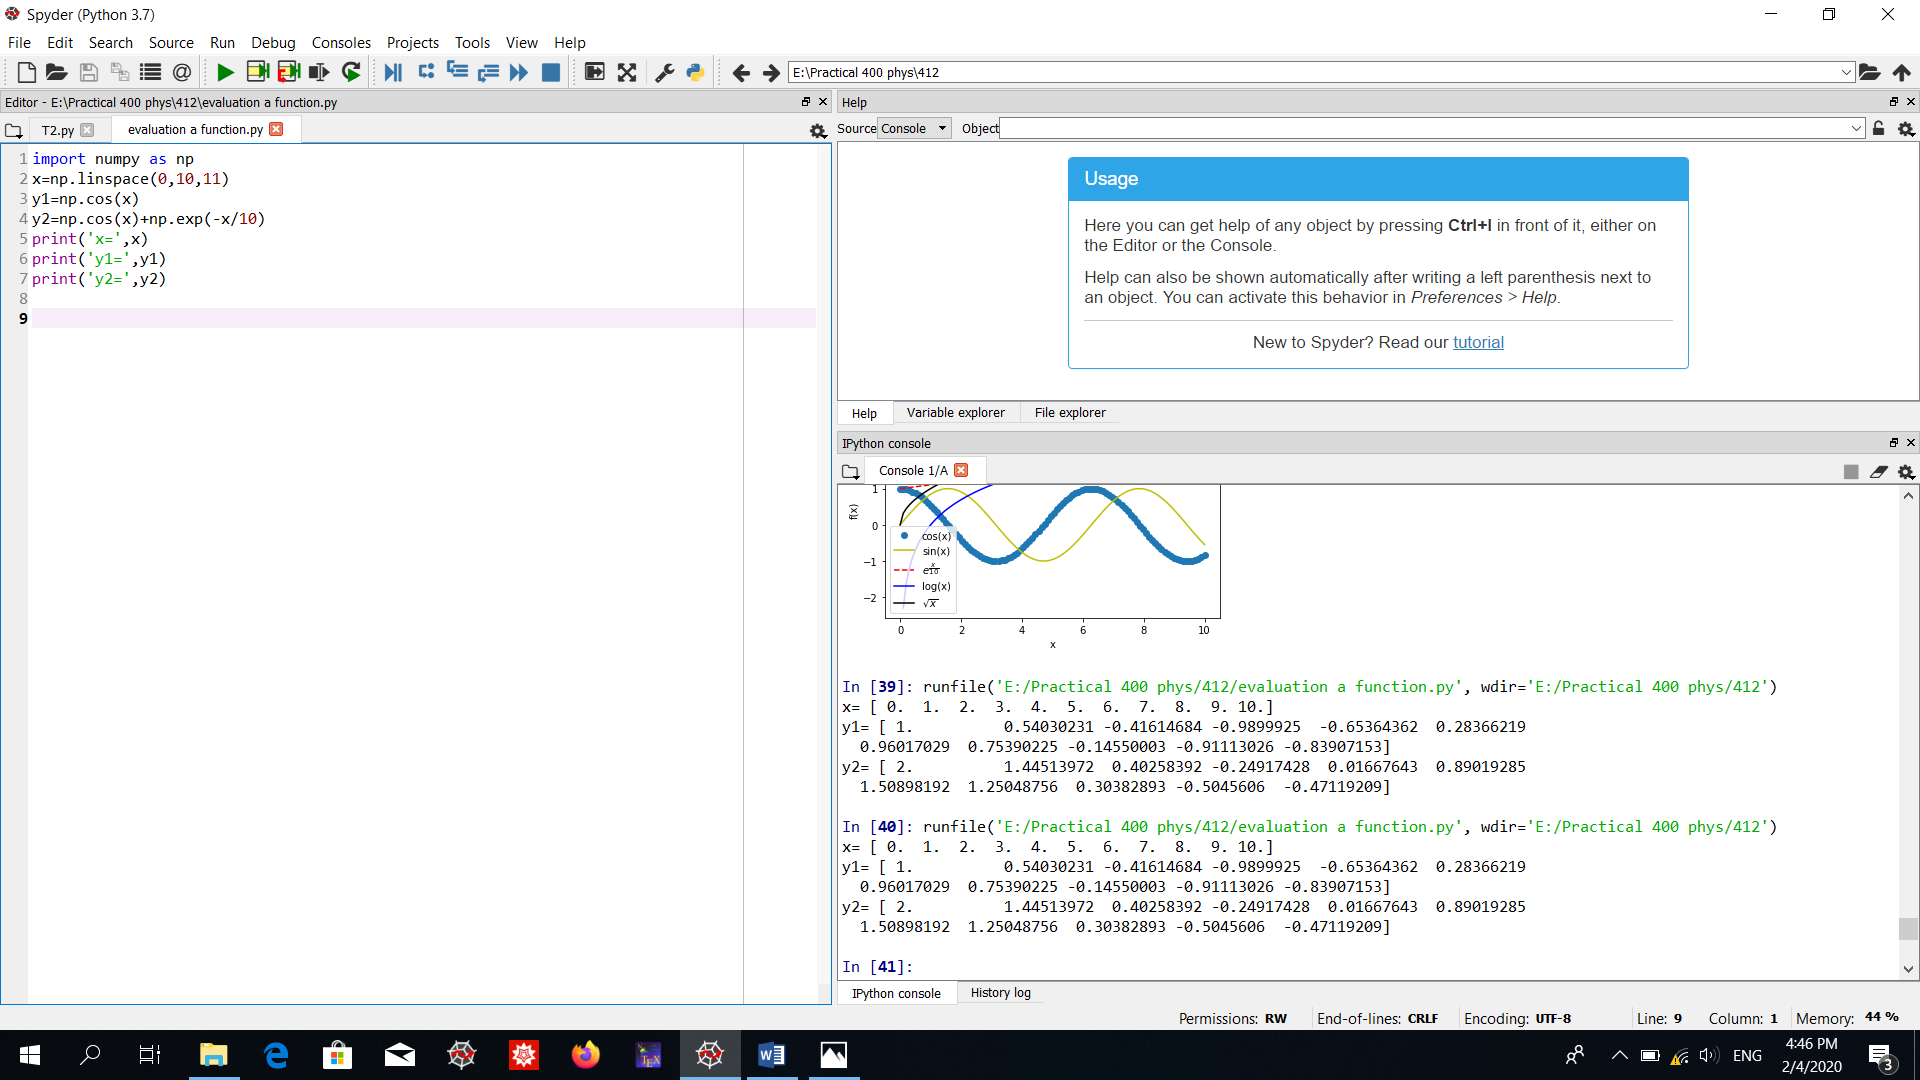 Spyder (Python 3.7)
File Edit Search Source Run Debug Consoles Projects Tools View Help
E:\Practical 400 phys\412
Editor - E:\Practical 400 phys\412\evaluation a function.py
T2.py evaluation a function.py
1 import numpy as np
2 x=np.linspace(0,10,11)
3 y1=np.cos(x)
4 y2=np.cos(x)+np.exp(-x/10)
5 print('x=',x)
6 print('y1=',y1)
7 print('y2=',y2)
8
9
Help
Source Console Object
Usage
Here you can get help of any object by pressing Ctrl+I in front of it, either on
the Editor or the Console.
Help can also be shown automatically after writing a left parenthesis next to
an object. You can activate this behavior in Preferences > Help.
New to Spyder? Read our tutorial
Help Variable explorer File explorer
IPython console
Console 1/A
1
0
−1
−2
f(x)
cos(x)
sin(x)
e^{x/10}
log(x)
√x
0 2 4 6 8 10
x
In [39]: runfile('E:/Practical 400 phys/412/evaluation a function.py', wdir='E:/Practical 400 phys/412')
x= [ 0.  1.  2.  3.  4.  5.  6.  7.  8.  9. 10.]
y1= [ 1.          0.54030231 -0.41614684 -0.9899925  -0.65364362  0.28366219
  0.96017029  0.75390225 -0.14550003 -0.91113026 -0.83907153]
y2= [ 2.          1.44513972  0.40258392 -0.24917428  0.01667643  0.89019285
  1.50898192  1.25048756  0.30382893 -0.5045606  -0.47119209]
In [40]: runfile('E:/Practical 400 phys/412/evaluation a function.py', wdir='E:/Practical 400 phys/412')
x= [ 0.  1.  2.  3.  4.  5.  6.  7.  8.  9. 10.]
y1= [ 1.          0.54030231 -0.41614684 -0.9899925  -0.65364362  0.28366219
  0.96017029  0.75390225 -0.14550003 -0.91113026 -0.83907153]
y2= [ 2.          1.44513972  0.40258392 -0.24917428  0.01667643  0.89019285
  1.50898192  1.25048756  0.30382893 -0.5045606  -0.47119209]
In [41]:
IPython console History log
Permissions: RW End-of-lines: CRLF Encoding: UTF-8 Line: 9 Column: 1 Memory: 44 %
TEX
W
ENG
4:46 PM
2/4/2020
3